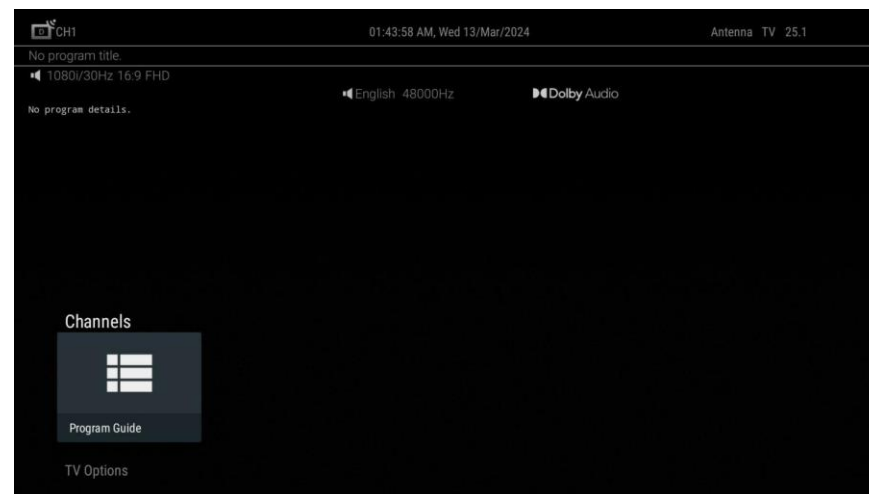 CH1 01:43:58 AM, Wed 13/Mar/2024 Antenna TV 25.1
No program title.
1080i/30Hz 16:9 FHD
English 48000Hz Dolby Audio
No program details.
Channels
Program Guide
TV Options